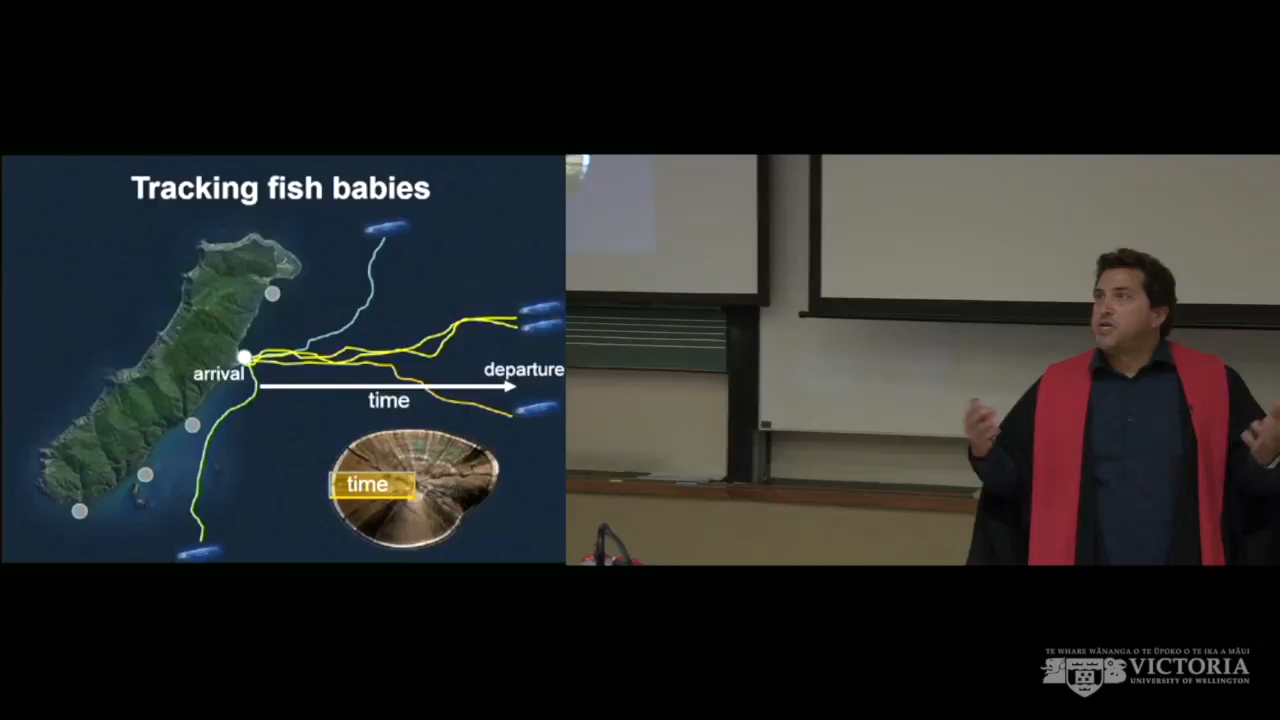 Tracking fish babies
arrival
departure
time
time
TE WHARE WĀNANGA O TE ŪPOKO O TE IKA A MĀUI
VICTORIA
UNIVERSITY OF WELLINGTON